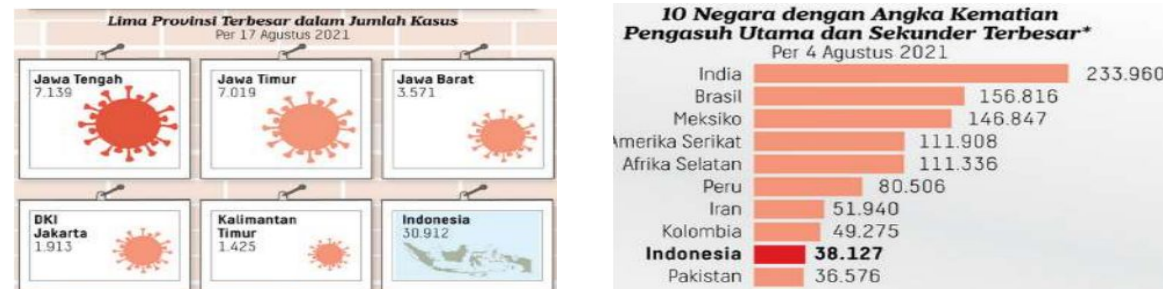 Lima Provinsi Terbesar dalam Jumlah Kasus
Per 17 Agustus 2021
Jawa Tengah
7.139
Jawa Timur
7.019
Jawa Barat
3.571
DKI
Jakarta
1.913
Kalimantan
Timur
1.425
Indonesia
30.912
10 Negara dengan Angka Kematian
Pengasuh Utama dan Sekunder Terbesar*
Per 4 Agustus 2021
India 233.960
Brasil 156.816
Meksiko 146.847
merika Serikat 111.908
Afrika Selatan 111.336
Peru 80.506
Iran 51.940
Kolombia 49.275
Indonesia 38.127
Pakistan 36.576